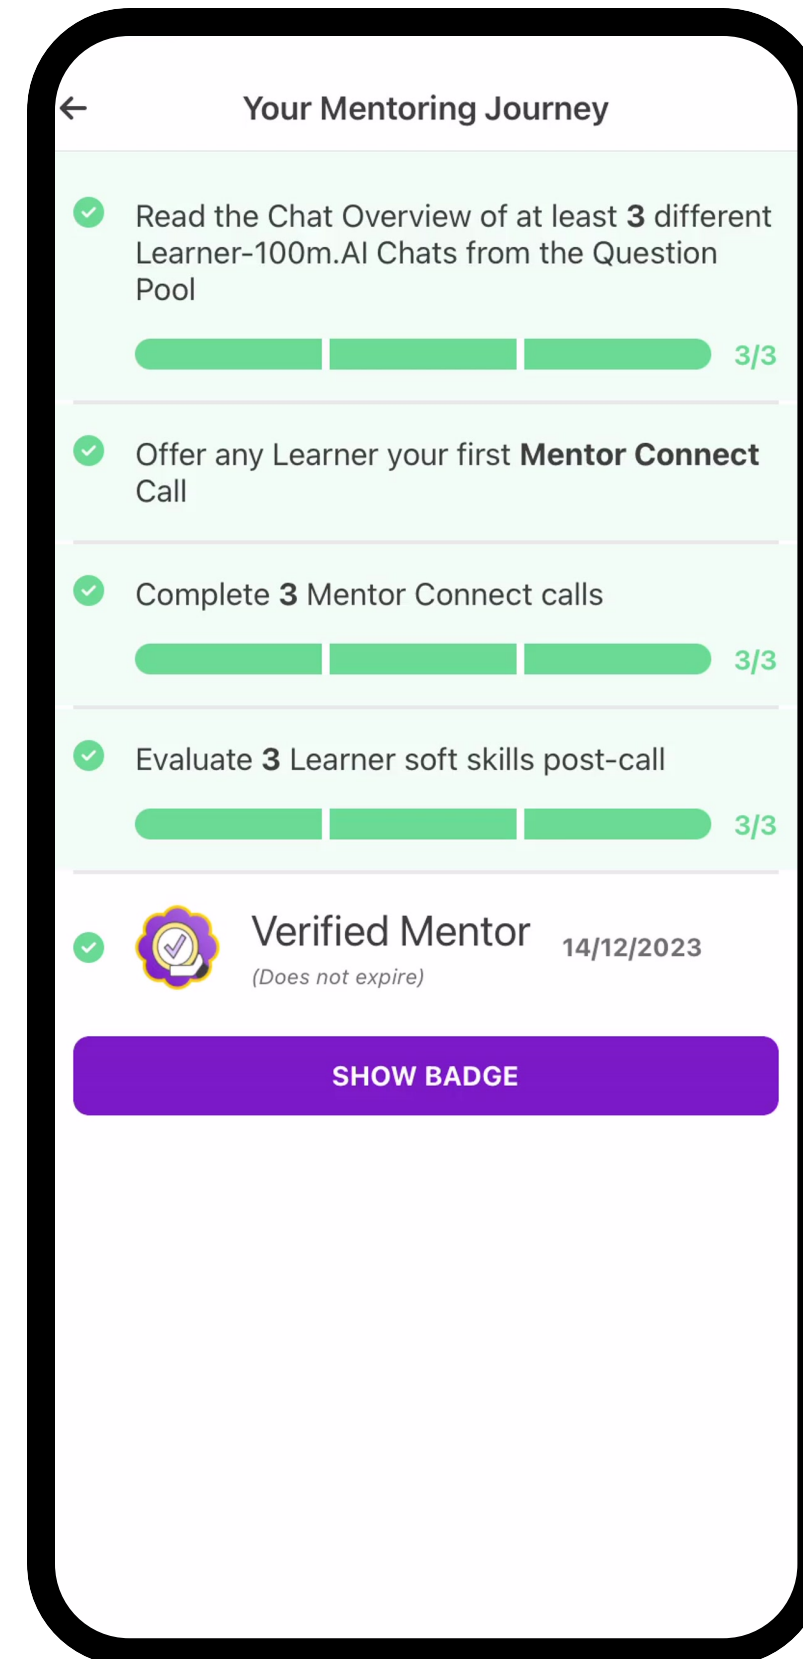 Your Mentoring Journey
Read the Chat Overview of at least 3 different
Learner-100m.AI Chats from the Question
Pool
3/3
Offer any Learner your first Mentor Connect
Call
Complete 3 Mentor Connect calls
3/3
Evaluate 3 Learner soft skills post-call
3/3
Verified Mentor
14/12/2023
(Does not expire)
SHOW BADGE